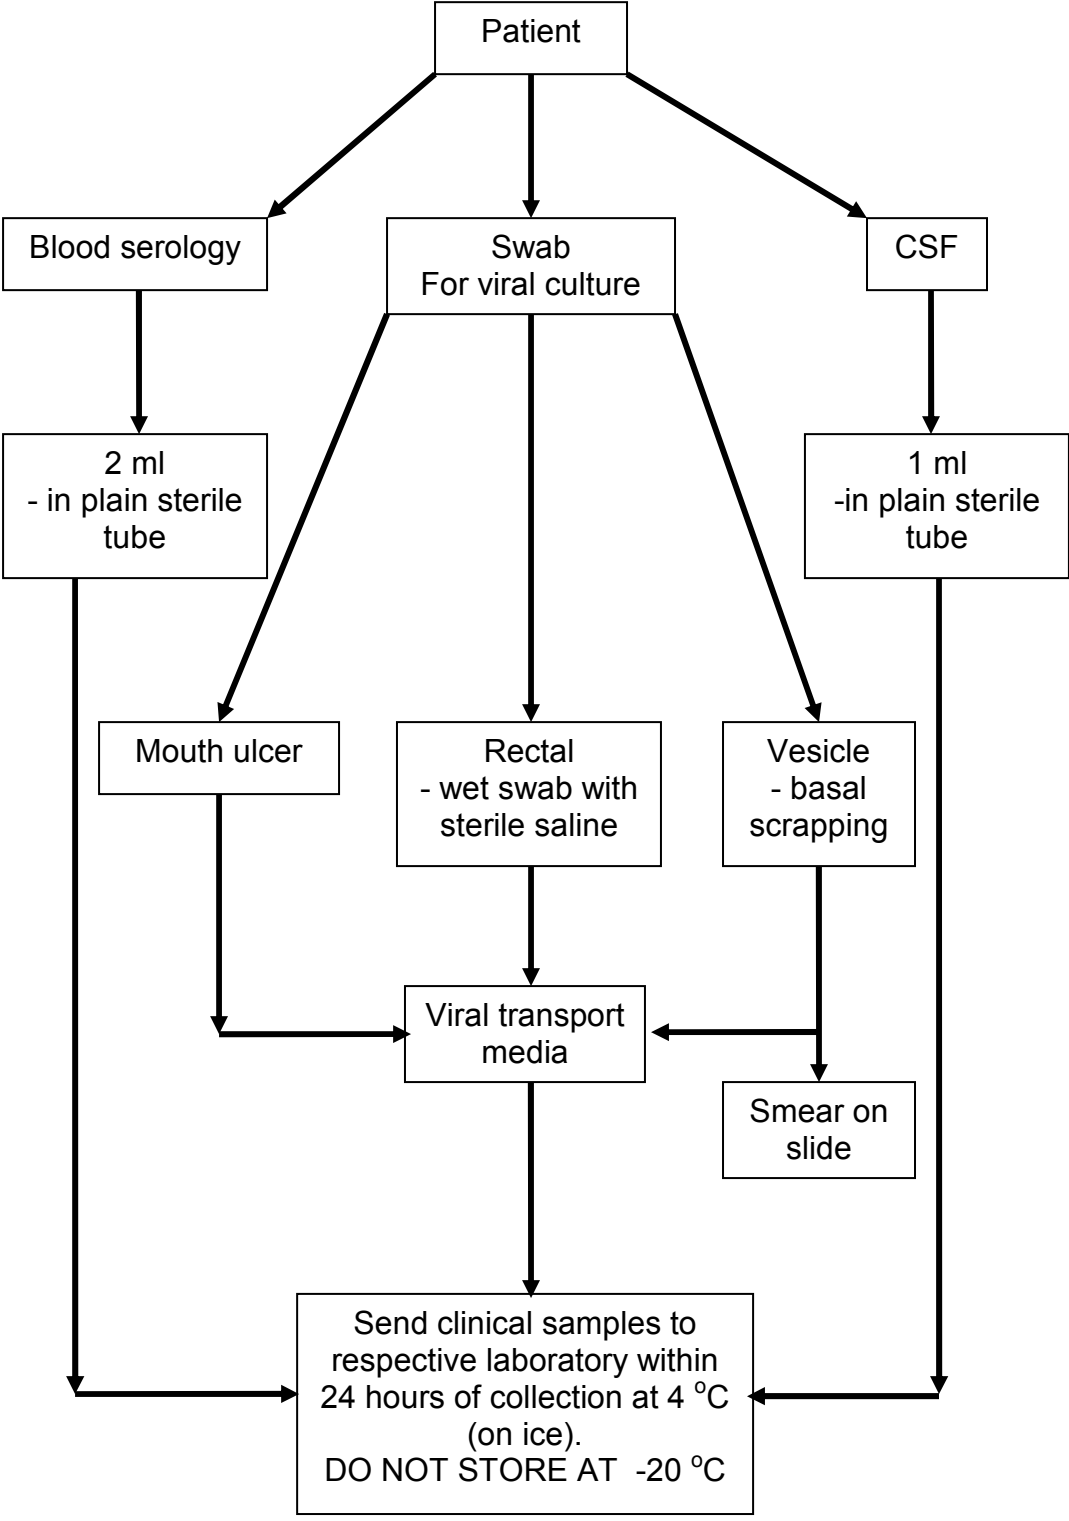 Patient
Blood serology
Swab
For viral culture
CSF
2 ml
- in plain sterile
tube
1 ml
-in plain sterile
tube
Mouth ulcer
Rectal
- wet swab with
sterile saline
Vesicle
- basal
scrapping
Viral transport
media
Smear on
slide
Send clinical samples to
respective laboratory within
24 hours of collection at 4 °C
(on ice).
DO NOT STORE AT -20 °C